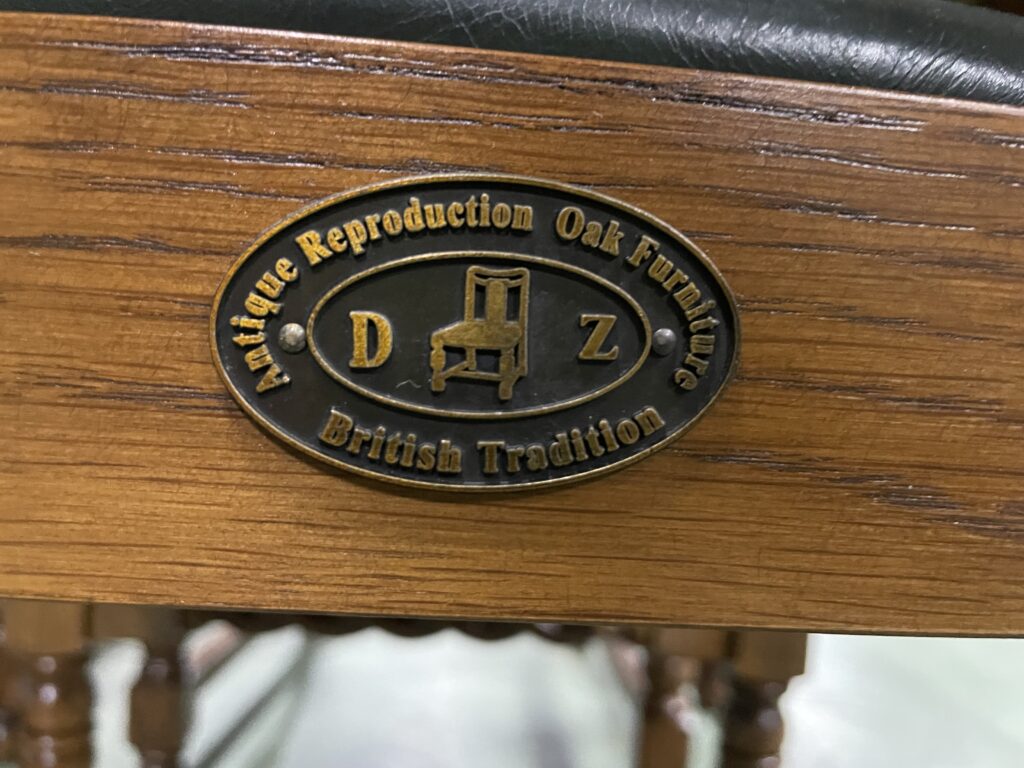 Antique Reproduction Oak Furniture
D Z
British Tradition